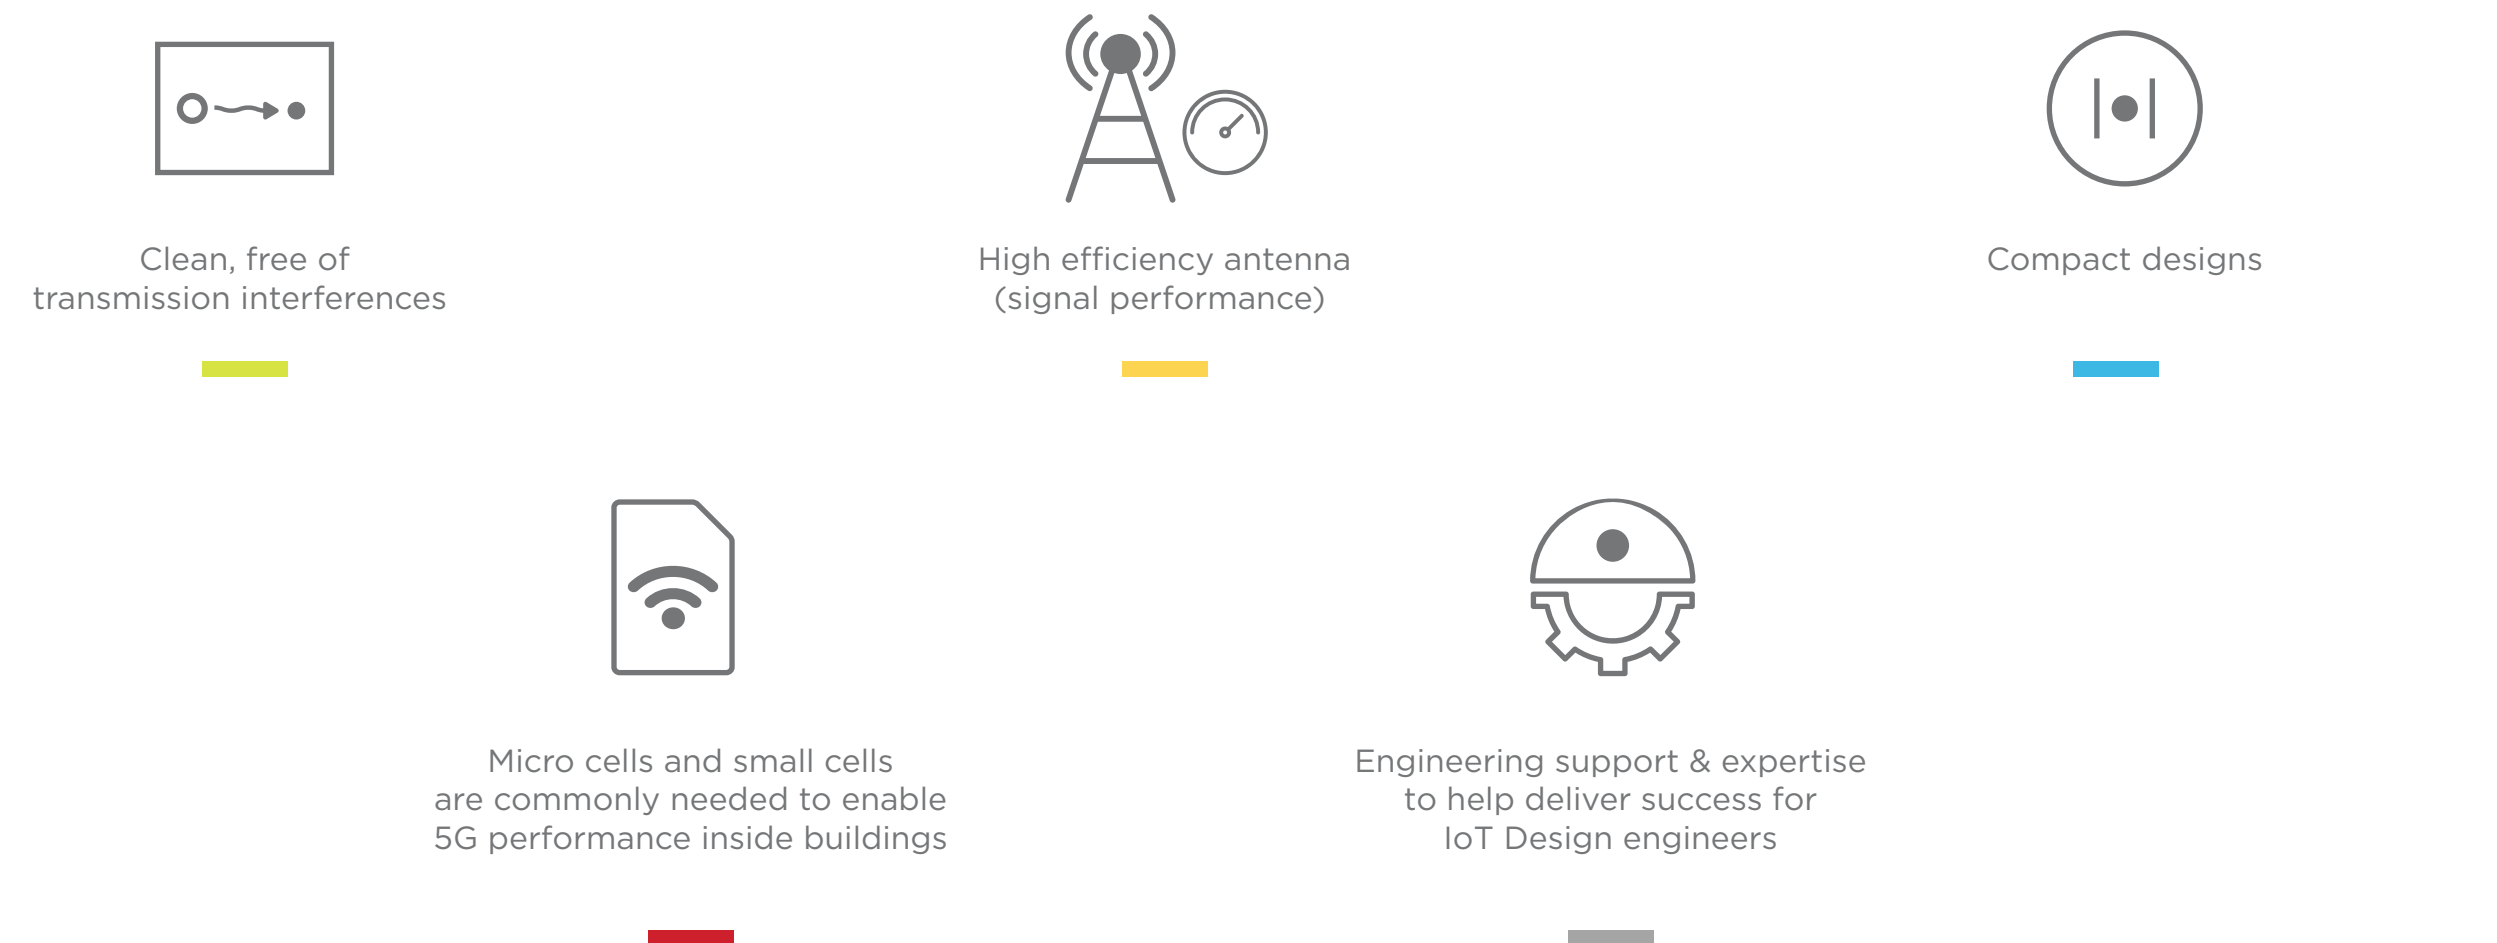 Clean, free of
transmission interferences
High efficiency antenna
(signal performance)
Compact designs
Micro cells and small cells
are commonly needed to enable
5G performance inside buildings
Engineering support & expertise
to help deliver success for
IoT Design engineers